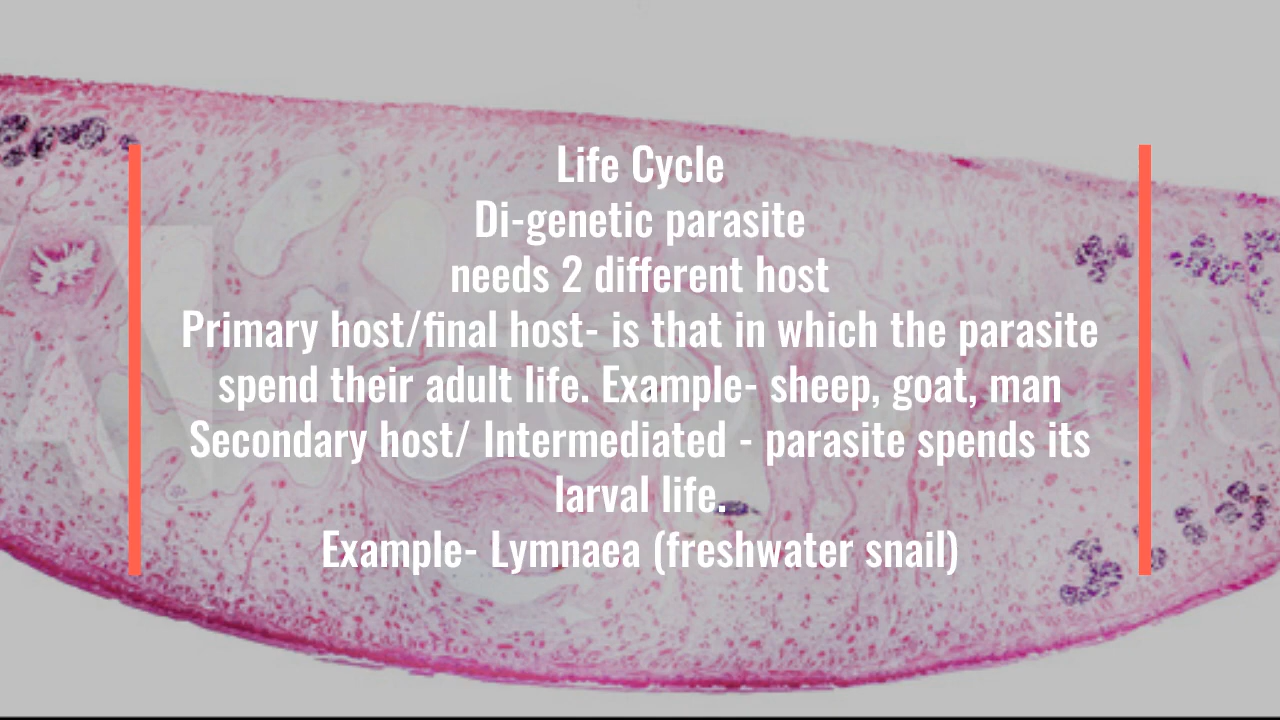 Life Cycle
Di-genetic parasite
needs 2 different host
Primary host/final host- is that in which the parasite
spend their adult life. Example- sheep, goat, man
Secondary host/ Intermediated - parasite spends its
larval life.
Example- Lymnaea (freshwater snail)